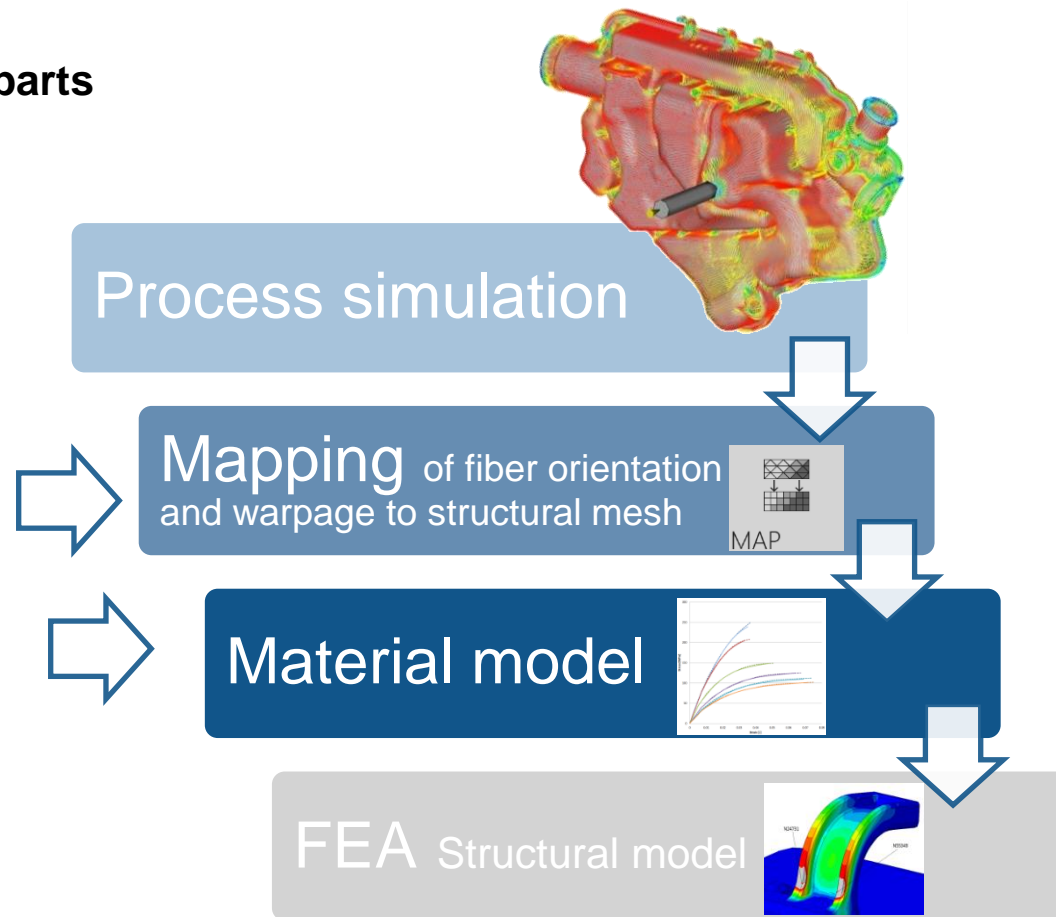 parts
Process simulation
Mapping of fiber orientation
and warpage to structural mesh
MAP
Material model
FEA Structural model